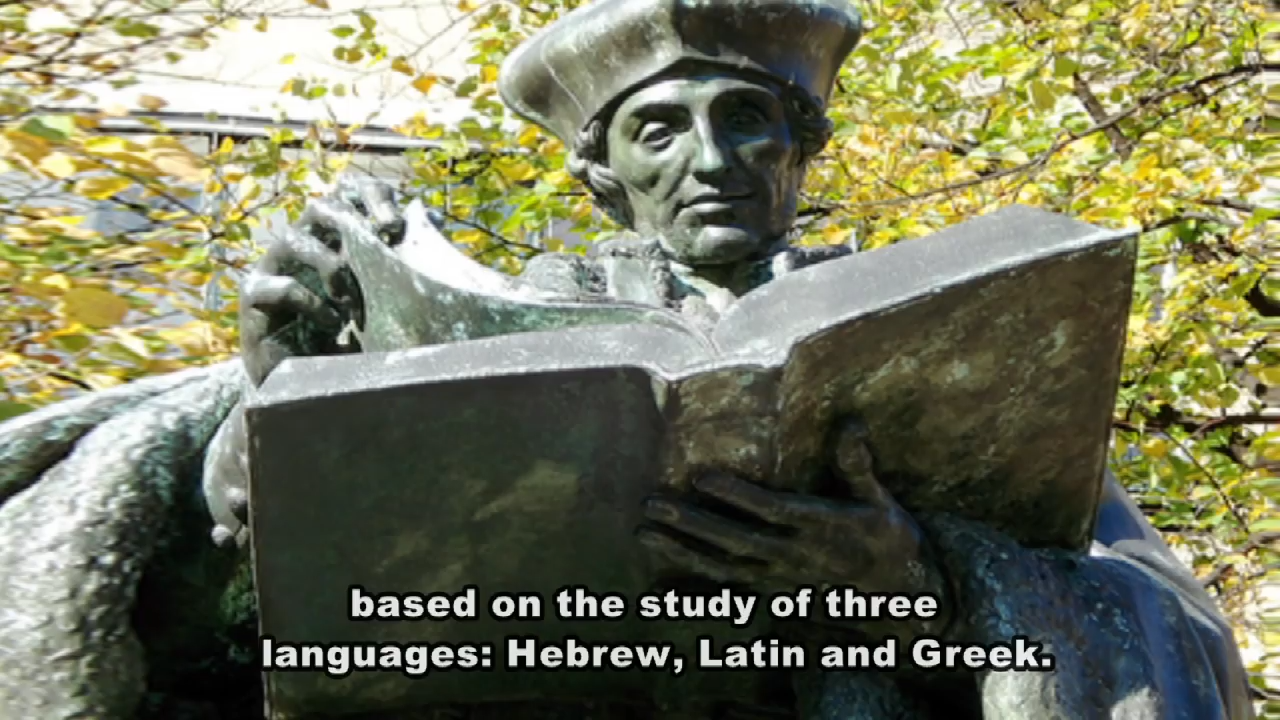 based on the study of three
languages: Hebrew, Latin and Greek.